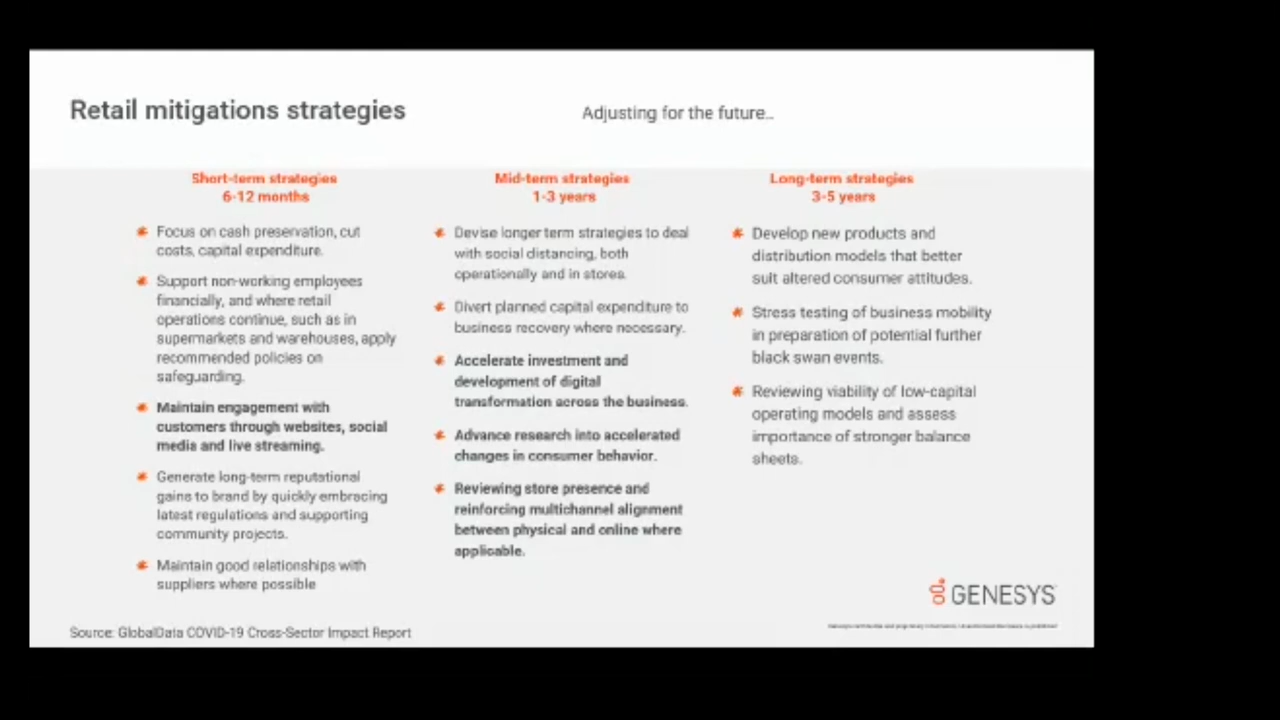 Retail mitigations strategies
Adjusting for the future...
Short-term strategies
6-12 months
Focus on cash preservation, cut
costs, capital expenditure.
Support non-working employees
financially, and where retail
operations continue, such as in
supermarkets and warehouses, apply
recommended policies on
safeguarding.
Maintain engagement with
customers through websites, social
media and live streaming.
Generate long-term reputational
gains to brand by quickly embracing
latest regulations and supporting
community projects.
Maintain good relationships with
suppliers where possible
Mid-term strategies
1-3 years
Devise longer term strategies to deal
with social distancing, both
operationally and in stores.
Divert planned capital expenditure to
business recovery where necessary.
Accelerate investment and
development of digital
transformation across the business.
Advance research into accelerated
changes in consumer behavior.
Reviewing store presence and
reinforcing multichannel alignment
between physical and online where
applicable.
Long-term strategies
3-5 years
Develop new products and
distribution models that better
suit altered consumer attitudes.
Stress testing of business mobility
in preparation of potential further
black swan events.
Reviewing viability of low-capital
operating models and assess
importance of stronger balance
sheets.
GENESYS
Source: GlobalData COVID-19 Cross-Sector Impact Report